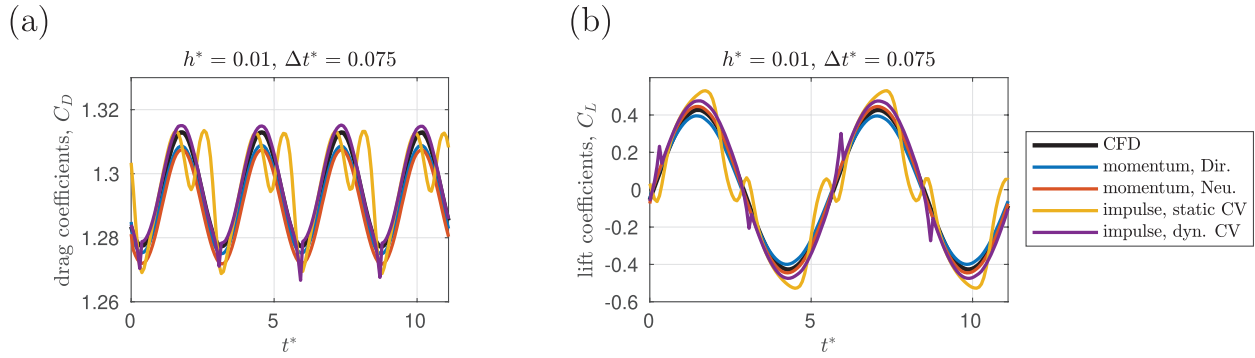 (a)
h* = 0.01, Δt* = 0.075
drag coefficients, C_D
1.32
1.3
1.28
1.26
0
5
10
t*
(b)
h* = 0.01, Δt* = 0.075
lift coefficients, C_L
0.4
0.2
0
-0.2
-0.4
-0.6
0
5
10
t*
CFD
momentum, Dir.
momentum, Neu.
impulse, static CV
impulse, dyn. CV